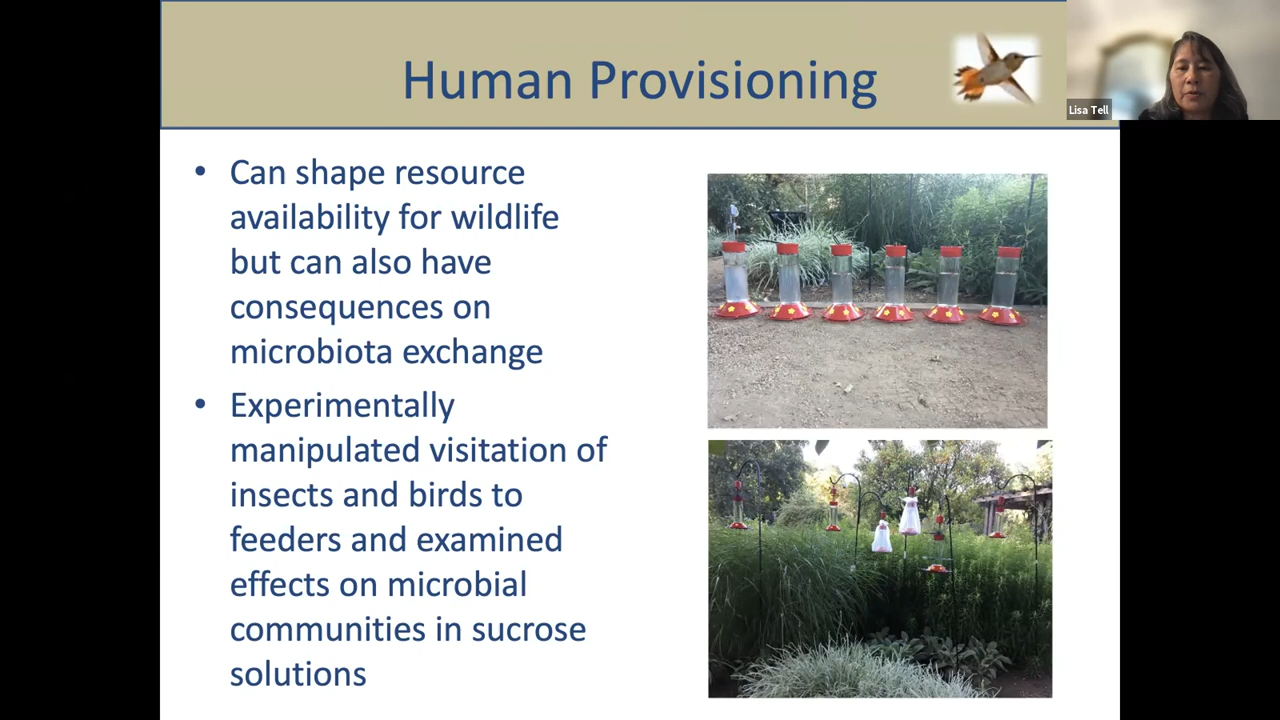 Human Provisioning
Lisa Tell
• Can shape resource
availability for wildlife
but can also have
consequences on
microbiota exchange
• Experimentally
manipulated visitation of
insects and birds to
feeders and examined
effects on microbial
communities in sucrose
solutions